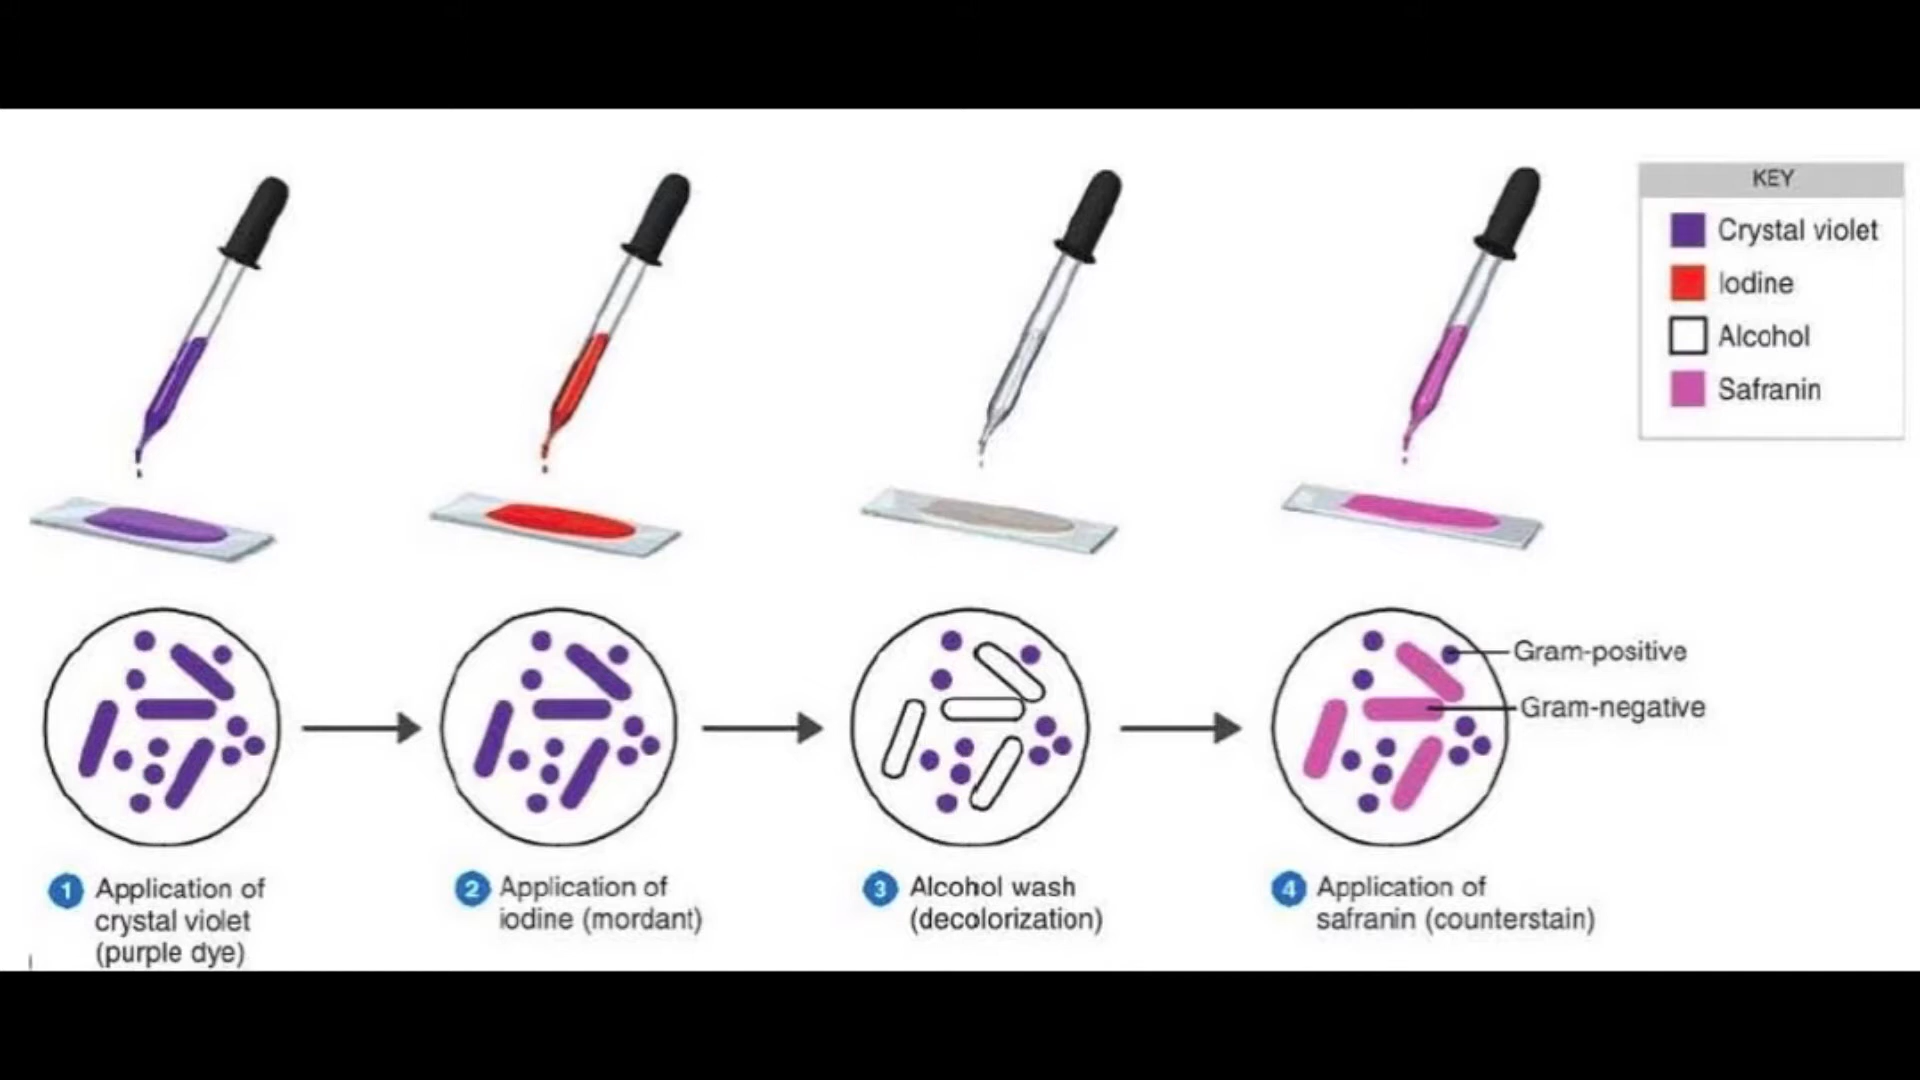 KEY
Crystal violet
Iodine
Alcohol
Safranin
Gram-positive
Gram-negative
1 Application of
crystal violet
(purple dye)
2 Application of
iodine (mordant)
3 Alcohol wash
(decolorization)
4 Application of
safranin (counterstain)